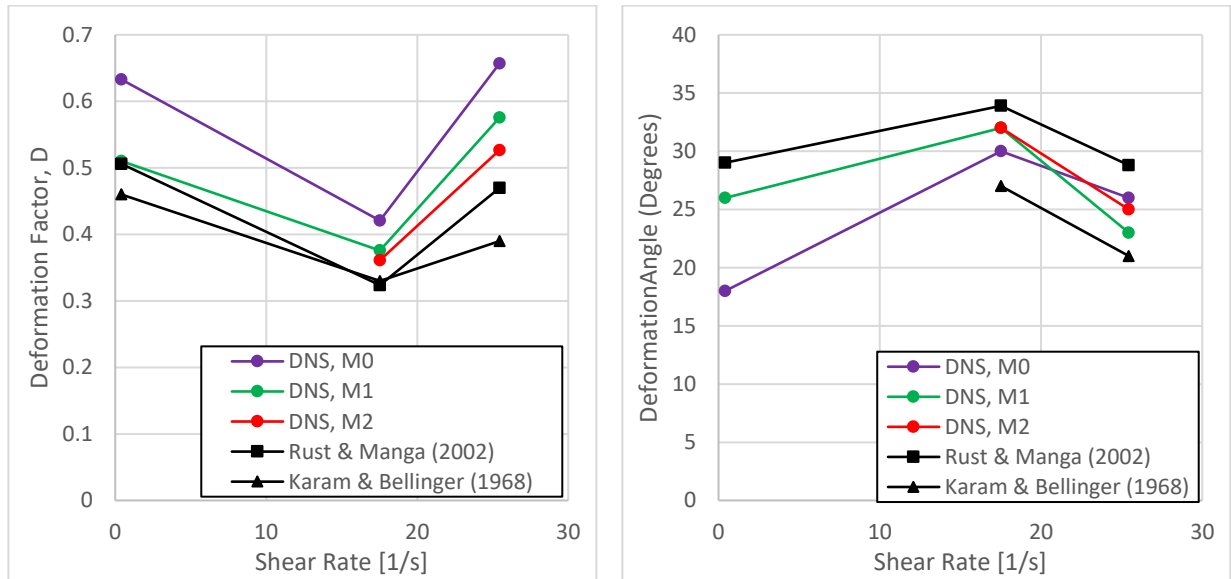 0.7
0.6
0.5
0.4
0.3
0.2
0.1
0
Deformation Factor, D
DNS, M0
DNS, M1
DNS, M2
Rust & Manga (2002)
Karam & Bellinger (1968)
0 10 20 30
Shear Rate [1/s]
40
35
30
25
20
15
10
5
0
DeformationAngle (Degrees)
DNS, M0
DNS, M1
DNS, M2
Rust & Manga (2002)
Karam & Bellinger (1968)
0 10 20 30
Shear Rate [1/s]